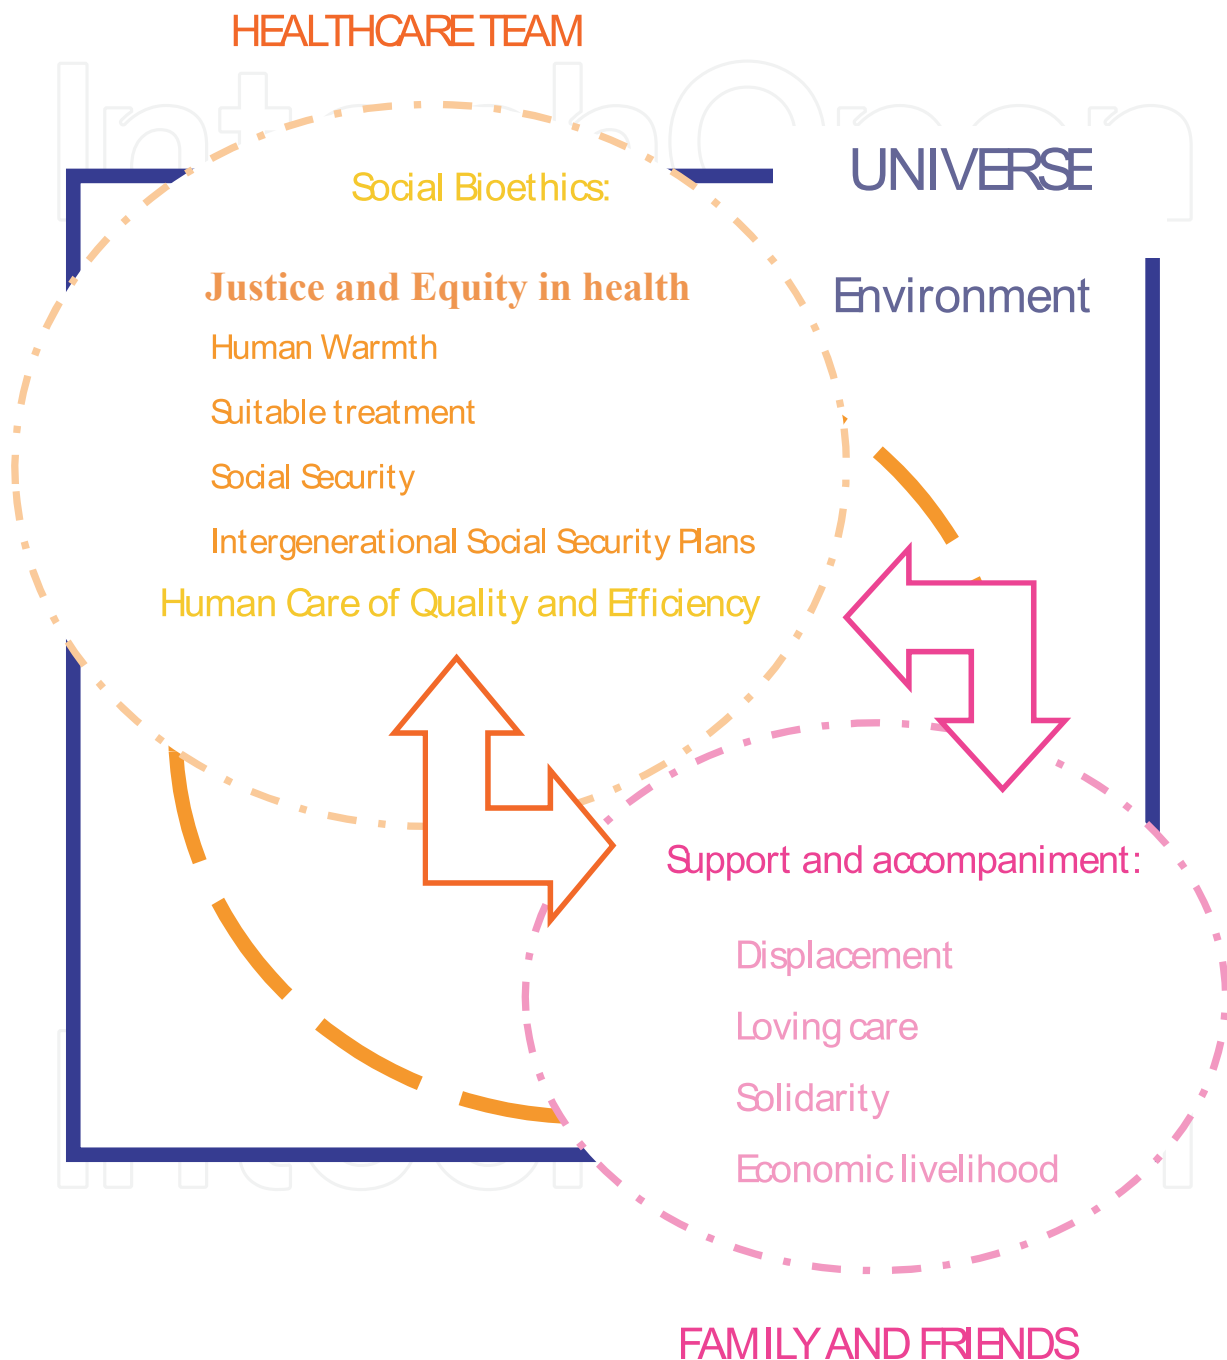 HEALTHCARE TEAM
IntechOpen
UNIVERSE
Social Bioethics:
Justice and Equity in health
Environment
Human Warmth
Suitable treatment
Social Security
Intergenerational Social Security Plans
Human Care of Quality and Efficiency
Support and accompaniment:
Displacement
Loving care
Solidarity
Economic livelihood
FAMILY AND FRIENDS